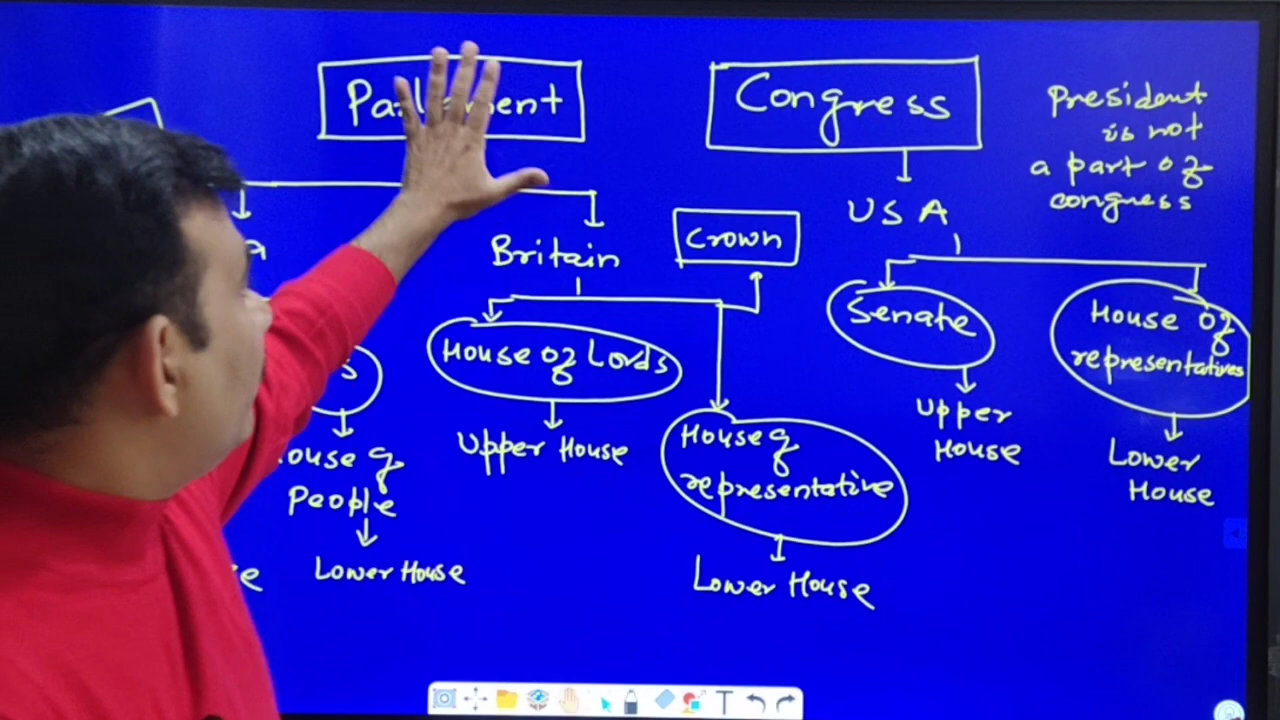 Parliament
Congress
President
is not
a part of
congress
USA
Crown
Britain
Senate
House of
representatives
House of Lords
Upper
House
Upper House
House of
representative
Lower
House
People
Lower House
Lower House
T